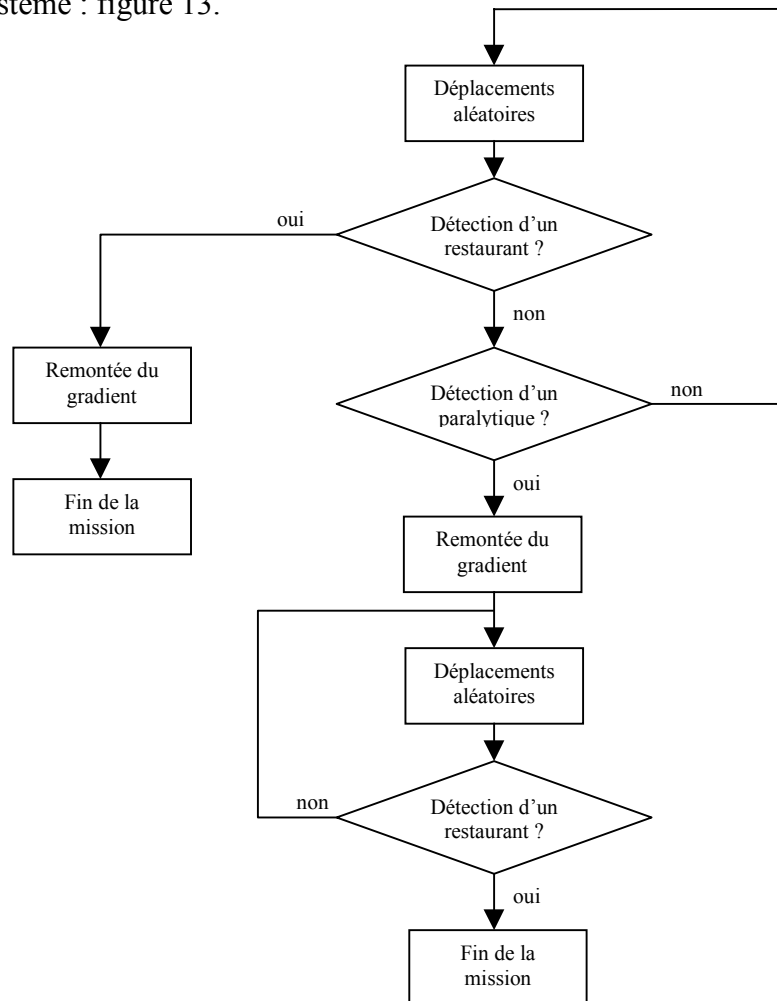 stème : figure 13.
Déplacements
aléatoires
oui
Détection d'un
restaurant ?
non
Remontée du
gradient
Détection d'un
paralytique ?
non
Fin de la
mission
oui
Remontée du
gradient
Déplacements
aléatoires
non
Détection d'un
restaurant ?
oui
Fin de la
mission